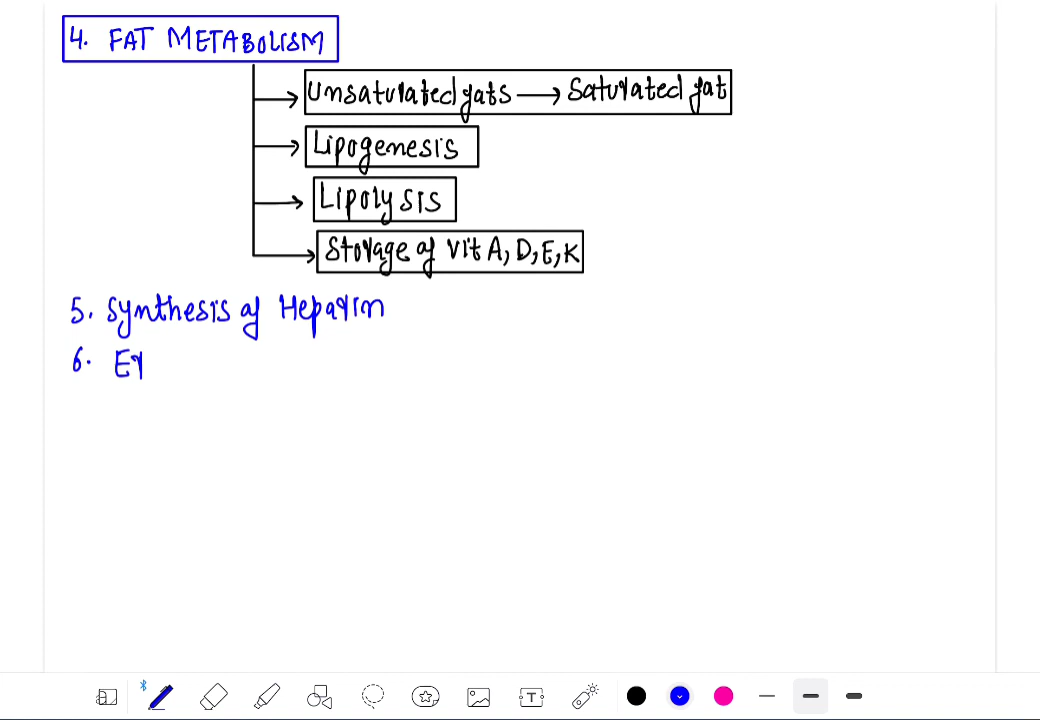 4. FAT METABOLISM
Unsaturated fats → Saturated fat
Lipogenesis
Lipolysis
Storage of Vit A, D, E, K
5. Synthesis of Heparin
6. Er